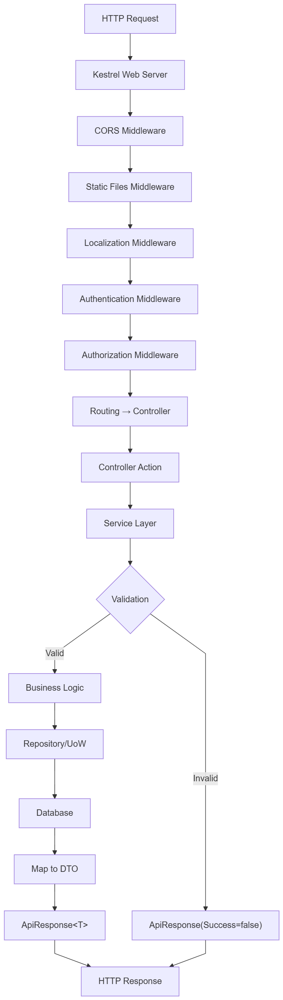 HTTP Request
Kestrel Web Server
CORS Middleware
Static Files Middleware
Localization Middleware
Authentication Middleware
Authorization Middleware
Routing → Controller
Controller Action
Service Layer
Validation
Valid
Business Logic
Repository/UoW
Invalid
Database
Map to DTO
ApiResponse<T>
ApiResponse(Success=false)
HTTP Response